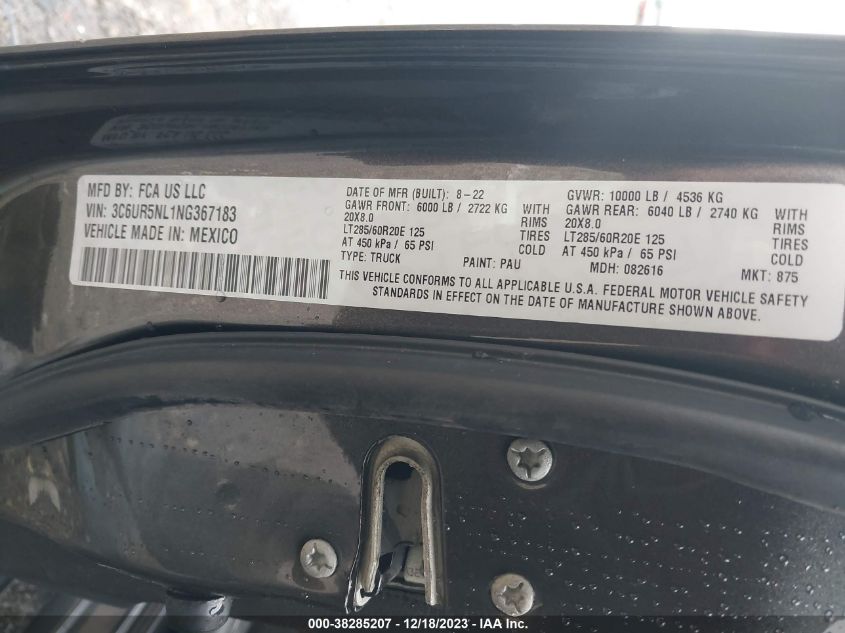 MFD BY: FCA US LLC
VIN: 3C6UR5NL1NG367183
VEHICLE MADE IN: MEXICO
DATE OF MFR (BUILT): 8-22
GAWR FRONT: 6000 LB / 2722 KG WITH
20X8.0 RIMS
LT285/60R20E 125 TIRES
AT 450 kPa / 65 PSI COLD
TYPE: TRUCK PAINT: PAU
GVWR: 10000 LB / 4536 KG
GAWR REAR: 6040 LB / 2740 KG WITH
20X8.0 RIMS
LT285/60R20E 125 TIRES
AT 450 kPa / 65 PSI COLD
MDH: 082616 MKT: 875
THIS VEHICLE CONFORMS TO ALL APPLICABLE U.S.A. FEDERAL MOTOR VEHICLE SAFETY
STANDARDS IN EFFECT ON THE DATE OF MANUFACTURE SHOWN ABOVE.
000-38285207 - 12/18/2023 - IAA Inc.